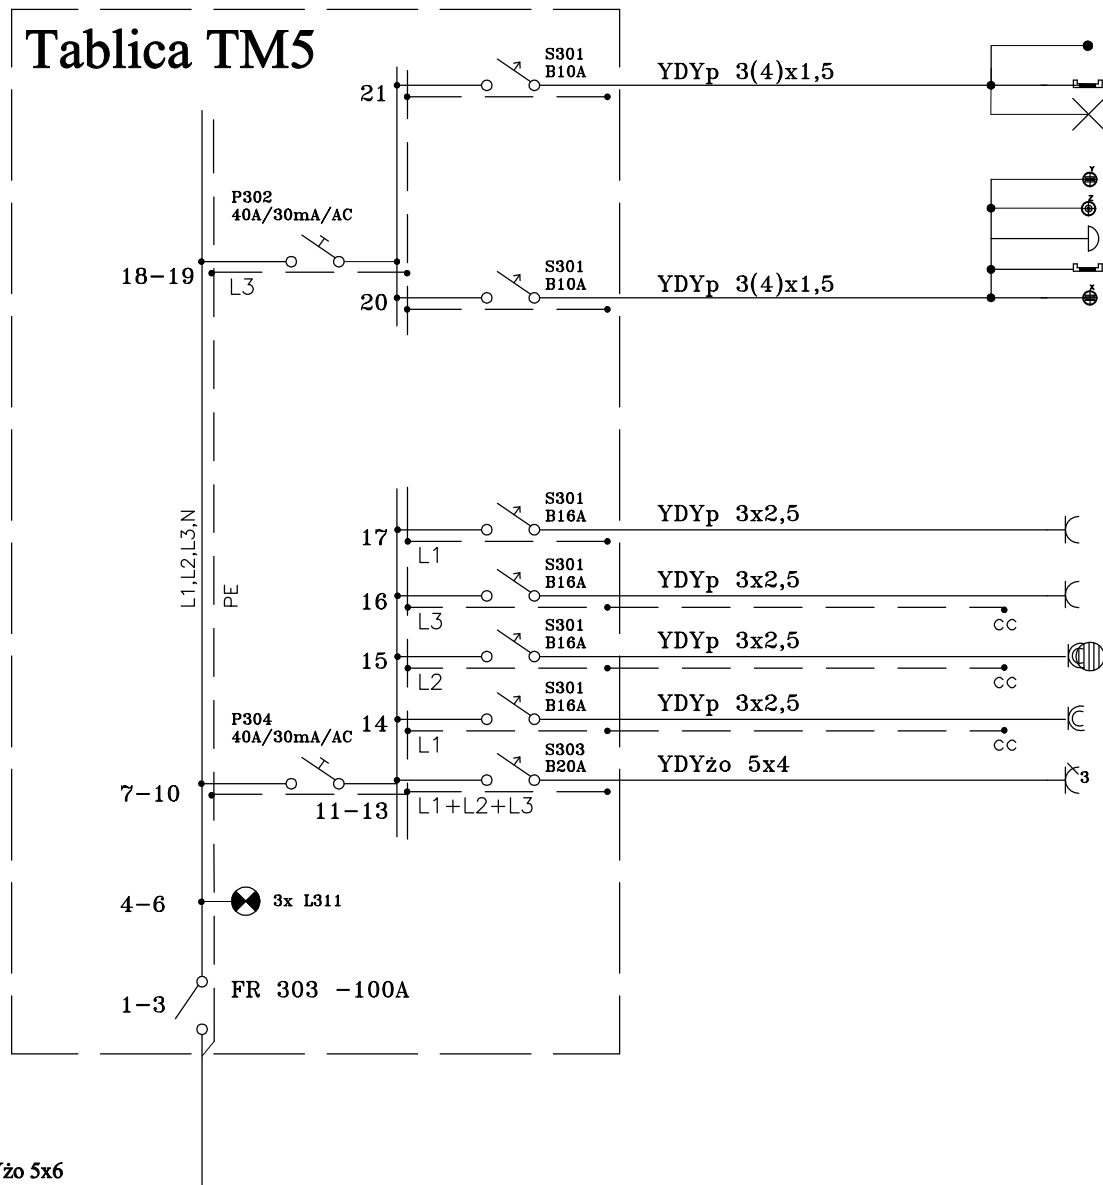 Tablica TM5
S301
B10A
YDYp 3(4)x1,5
21
P302
40A/30mA/AC
Y
Z
18-19
L3
S301
B10A
YDYp 3(4)x1,5
X
20
S301
B16A
YDYp 3x2,5
17
L1
L1,L2,L3,N
PE
S301
B16A
YDYp 3x2,5
16
L3
CC
S301
B16A
YDYp 3x2,5
15
L2
CC
S301
B16A
YDYp 3x2,5
14
L1
CC
P304
40A/30mA/AC
S303
B20A
YDYżo 5x4
3
7-10
11-13
L1+L2+L3
4-6
3x L311
1-3
FR 303 -100A
żo 5x6